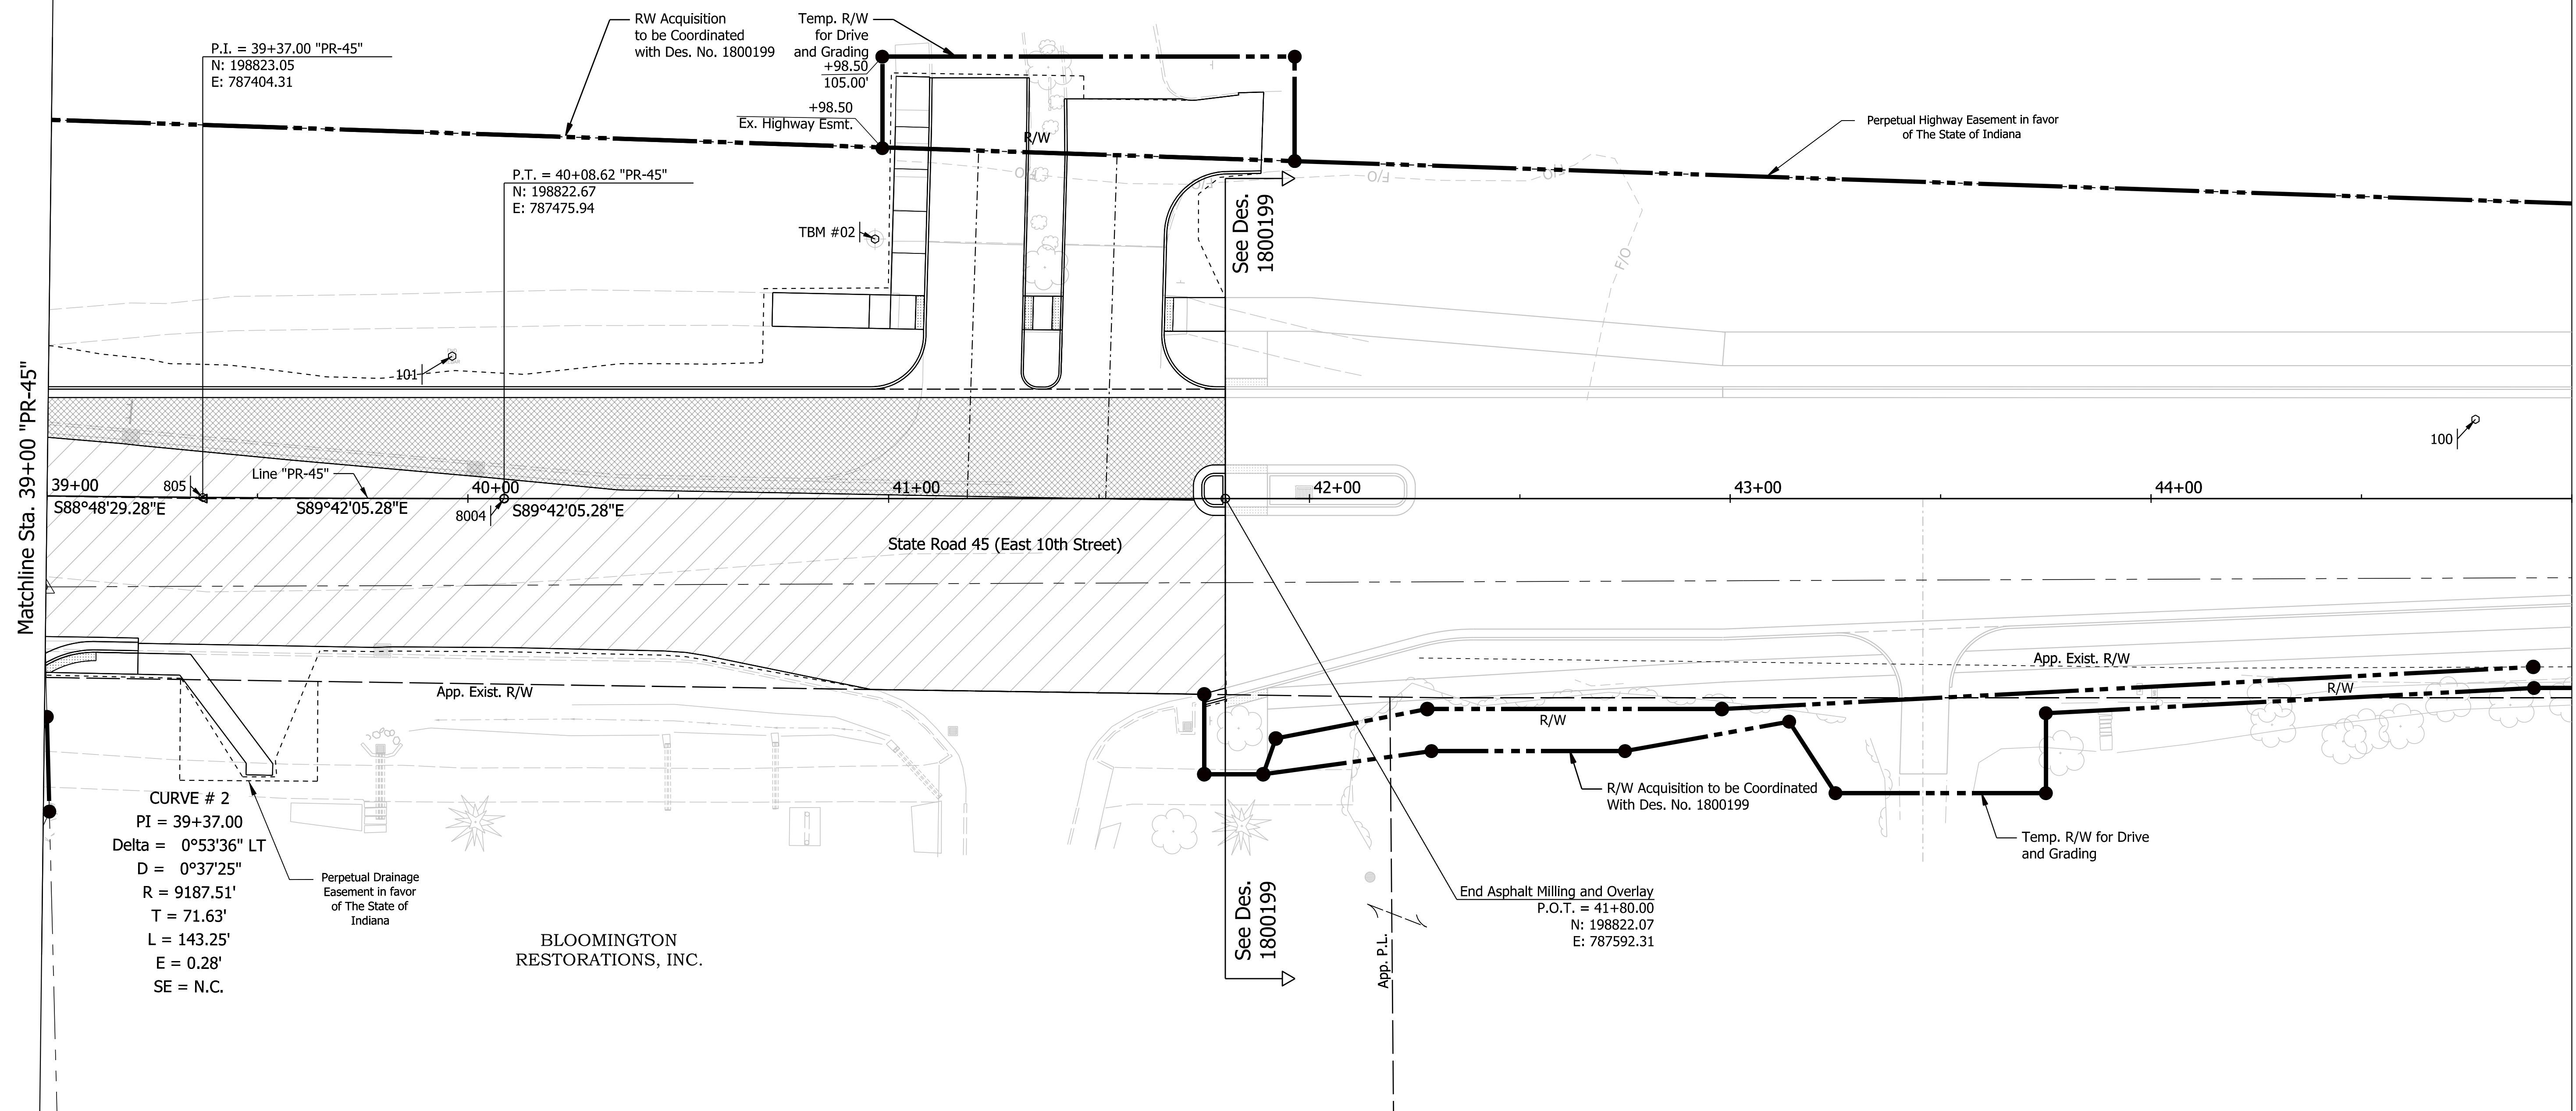 RW Acquisition
to be Coordinated
with Des. No. 1800199
Temp. R/W
for Drive
and Grading
+98.50
105.00'
+98.50
Ex. Highway Esmt.
P.I. = 39+37.00 "PR-45"
N: 198823.05
E: 787404.31
P.T. = 40+08.62 "PR-45"
N: 198822.67
E: 787475.94
R/W
Perpetual Highway Easement in favor
of The State of Indiana
F/O
F/O
F/O
F/O
F/O
TBM #02
See Des.
1800199
101
100
Matchline Sta. 39+00 "PR-45"
39+00
805
Line "PR-45"
40+00
41+00
42+00
43+00
44+00
S88°48'29.28"E
S89°42'05.28"E
8004
S89°42'05.28"E
State Road 45 (East 10th Street)
App. Exist. R/W
App. Exist. R/W
R/W
R/W
CURVE # 2
PI = 39+37.00
Delta = 0°53'36" LT
D = 0°37'25"
R = 9187.51'
T = 71.63'
L = 143.25'
E = 0.28'
SE = N.C.
Perpetual Drainage
Easement in favor
of The State of
Indiana
BLOOMINGTON
RESTORATIONS, INC.
R/W Acquisition to be Coordinated
With Des. No. 1800199
Temp. R/W for Drive
and Grading
See Des.
1800199
End Asphalt Milling and Overlay
P.O.T. = 41+80.00
N: 198822.07
E: 787592.31
App. P.L.